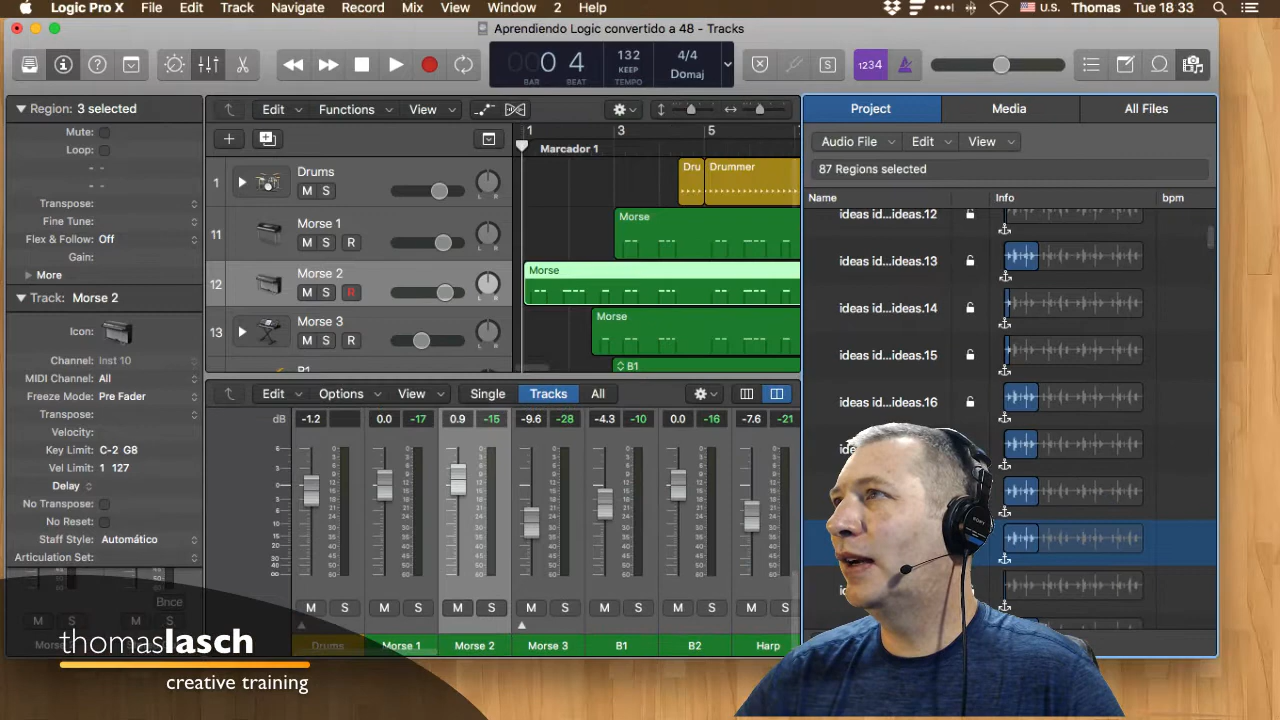 Logic Pro X File Edit Track Navigate Record Mix View Window 2 Help U.S. Thomas Tue 18 33
Aprendiendo Logic convertido a 48 - Tracks
0 4 132 4/4
KEEP Domaj
BAR BEAT TEMPO
1234
S
Region: 3 selected
Mute:
Loop:
Transpose:
Fine Tune:
Flex & Follow: Off
Gain:
More
Track: Morse 2
Icon:
Channel: Inst 10
MIDI Channel: All
Freeze Mode: Pre Fader
Transpose:
Velocity:
Key Limit: C-2 G8
Vel Limit: 1 127
Delay
No Transpose:
No Reset:
Staff Style: Automático
Articulation Set:
Bnce
M S M S
Edit Functions View
1 3 5
Marcador 1
1 Drums
M S
L R
Dru Drummer
11 Morse 1
M S R
L R
Morse
12 Morse 2
M S R
L R
Morse
13 Morse 3
M S R
L R
Morse
B1
B1
Edit Options View Single Tracks All
dB -1.2 0.0 -17 0.9 -15 -9.6 -28 -4.3 -10 0.0 -16 -7.6 -21
M S M S M S M S M S M S M S
Drums Morse 1 Morse 2 Morse 3 B1 B2 Harp
Project Media All Files
Audio File Edit View
87 Regions selected
Name Info bpm
ideas id...ideas.12
ideas id...ideas.13
ideas id...ideas.14
ideas id...ideas.15
ideas id...ideas.16
thomaslasch
creative training